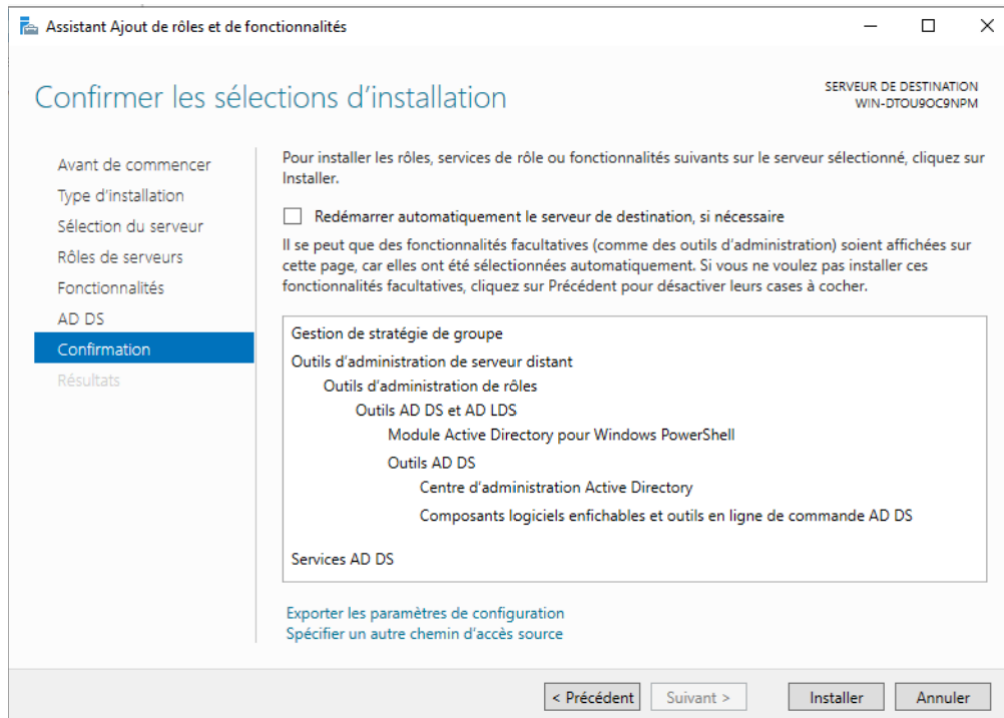 Assistant Ajout de rôles et de fonctionnalités
Confirmer les sélections d'installation
SERVEUR DE DESTINATION
WIN-DTOU9OC9NPM
Avant de commencer
Type d'installation
Sélection du serveur
Rôles de serveurs
Fonctionnalités
AD DS
Confirmation
Résultats
Pour installer les rôles, services de rôle ou fonctionnalités suivants sur le serveur sélectionné, cliquez sur
Installer.
Redémarrer automatiquement le serveur de destination, si nécessaire
Il se peut que des fonctionnalités facultatives (comme des outils d'administration) soient affichées sur
cette page, car elles ont été sélectionnées automatiquement. Si vous ne voulez pas installer ces
fonctionnalités facultatives, cliquez sur Précédent pour désactiver leurs cases à cocher.
Gestion de stratégie de groupe
Outils d'administration de serveur distant
Outils d'administration de rôles
Outils AD DS et AD LDS
Module Active Directory pour Windows PowerShell
Outils AD DS
Centre d'administration Active Directory
Composants logiciels enfichables et outils en ligne de commande AD DS
Services AD DS
Exporter les paramètres de configuration
Spécifier un autre chemin d'accès source
< Précédent
Suivant >
Installer
Annuler